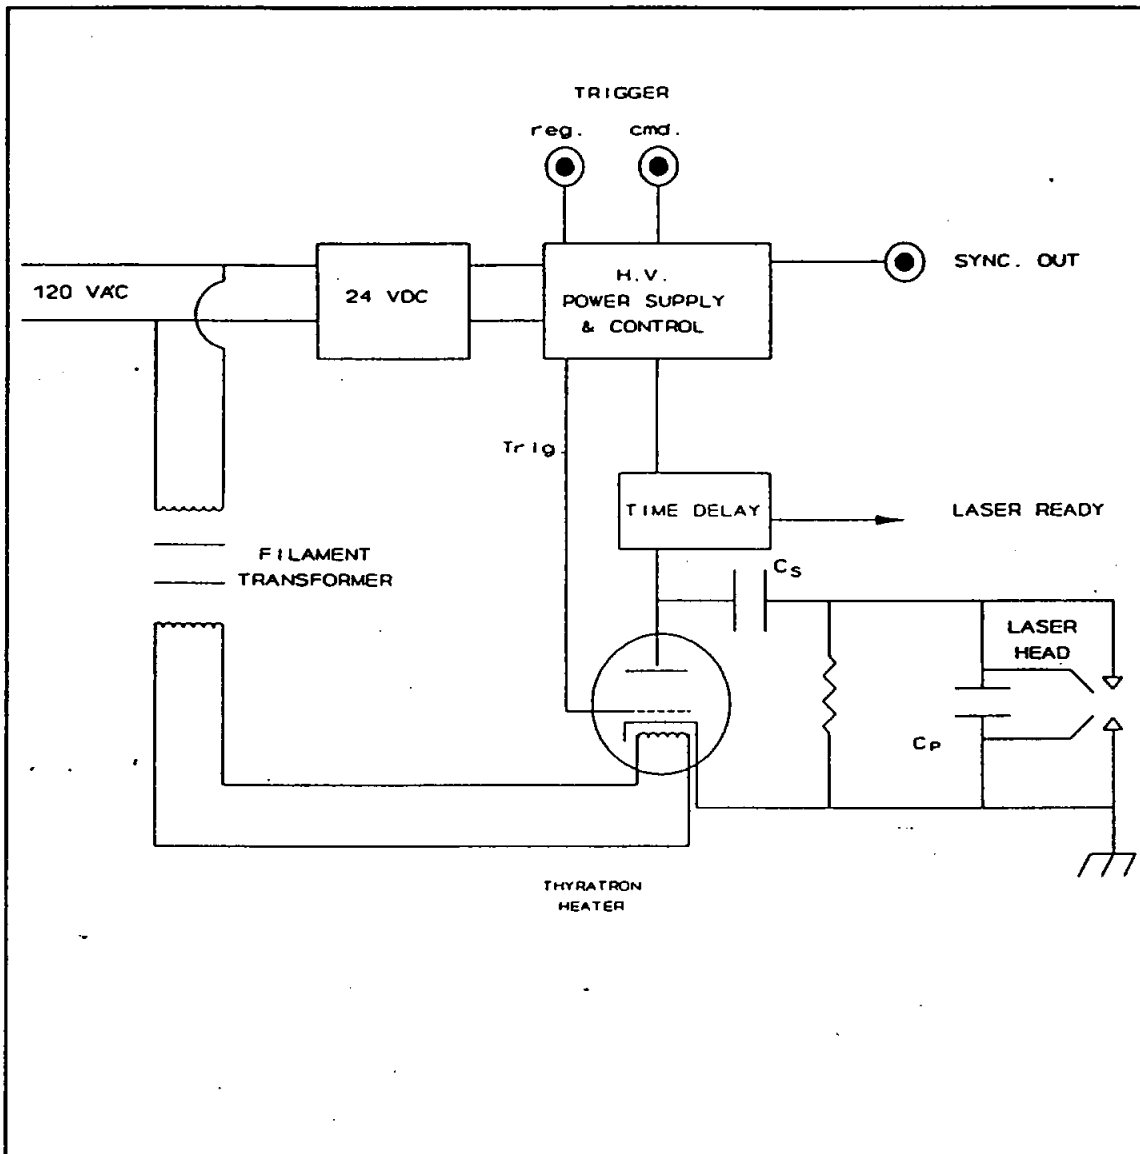 TRIGGER
reg. cmd.
120 VAC
24 VDC
H.V.
POWER SUPPLY
& CONTROL
SYNC. OUT
Trig.
TIME DELAY
LASER READY
FILAMENT
TRANSFORMER
CS
LASER
HEAD
CP
THYRATRON
HEATER